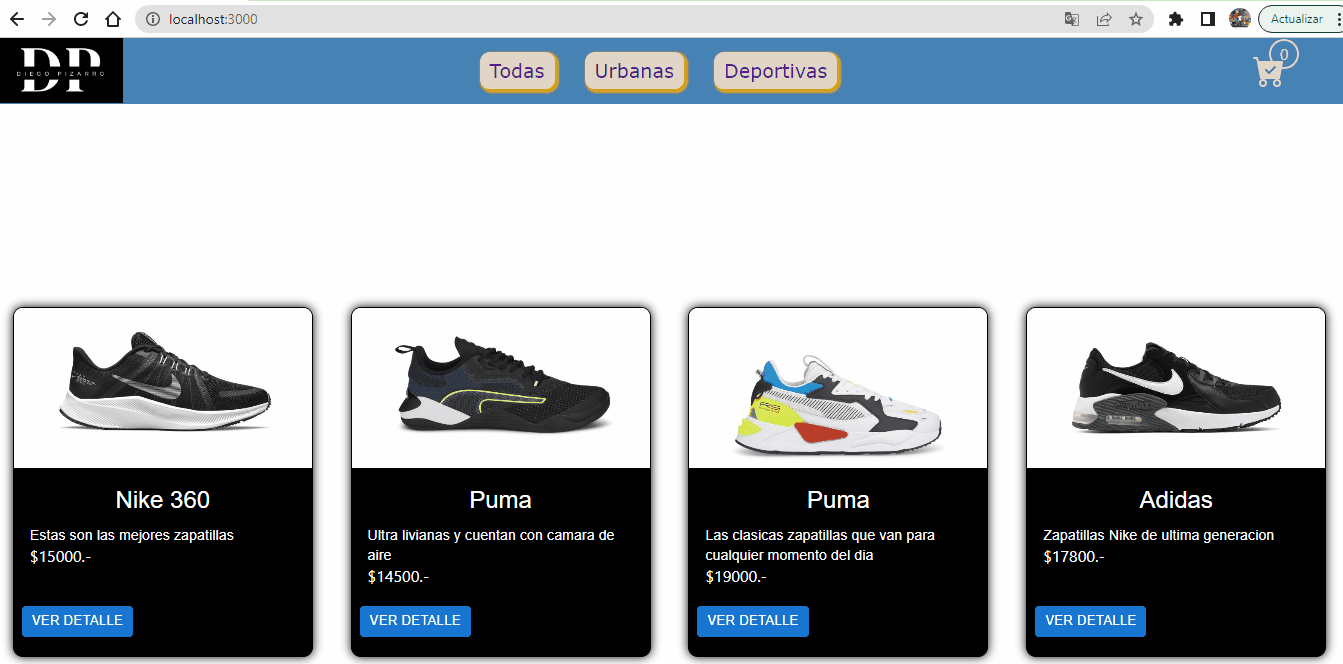 localhost:3000
Actualizar
DP
DIEGO PIZARRO
Todas
Urbanas
Deportivas
0
Nike 360
Estas son las mejores zapatillas
$15000.-
VER DETALLE
Puma
Ultra livianas y cuentan con camara de
aire
$14500.-
VER DETALLE
Puma
Las clasicas zapatillas que van para
cualquier momento del dia
$19000.-
VER DETALLE
Adidas
Zapatillas Nike de ultima generacion
$17800.-
VER DETALLE